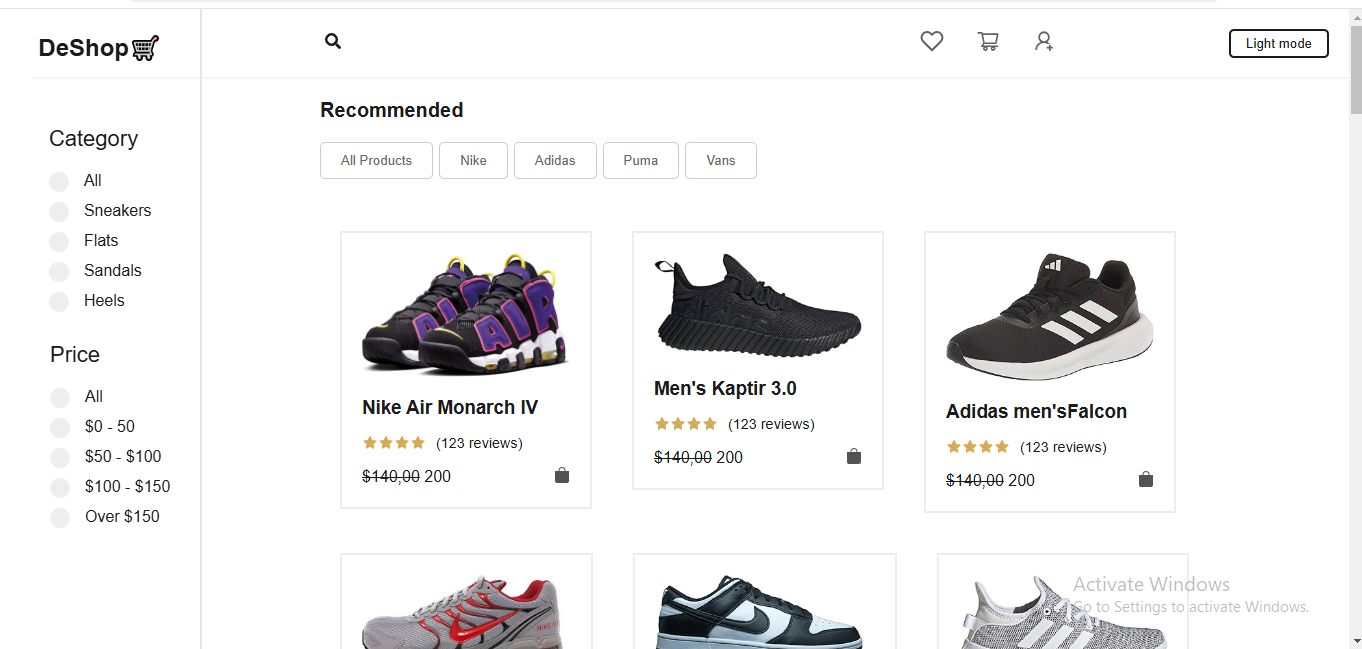 DeShop
Light mode
Recommended
All Products Nike Adidas Puma Vans
Category
All
Sneakers
Flats
Sandals
Heels
Price
All
$0 - 50
$50 - $100
$100 - $150
Over $150
AIR
Nike Air Monarch IV
(123 reviews)
$140,00 200
Men's Kaptir 3.0
(123 reviews)
$140,00 200
Adidas men'sFalcon
(123 reviews)
$140,00 200
Activate Windows
Go to Settings to activate Windows.